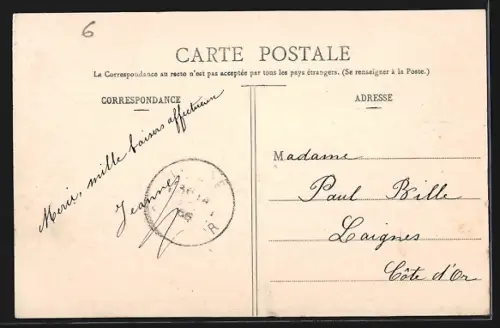 6
CARTE POSTALE
La Correspondance au recto n'est pas acceptée par tous les pays étrangers. (Se renseigner à la Poste.)
CORRESPONDANCE
Merci, mille baisers affectueux
Jeanne
ADRESSE
Madame
Paul Bille
Laignes
Côte d'Or